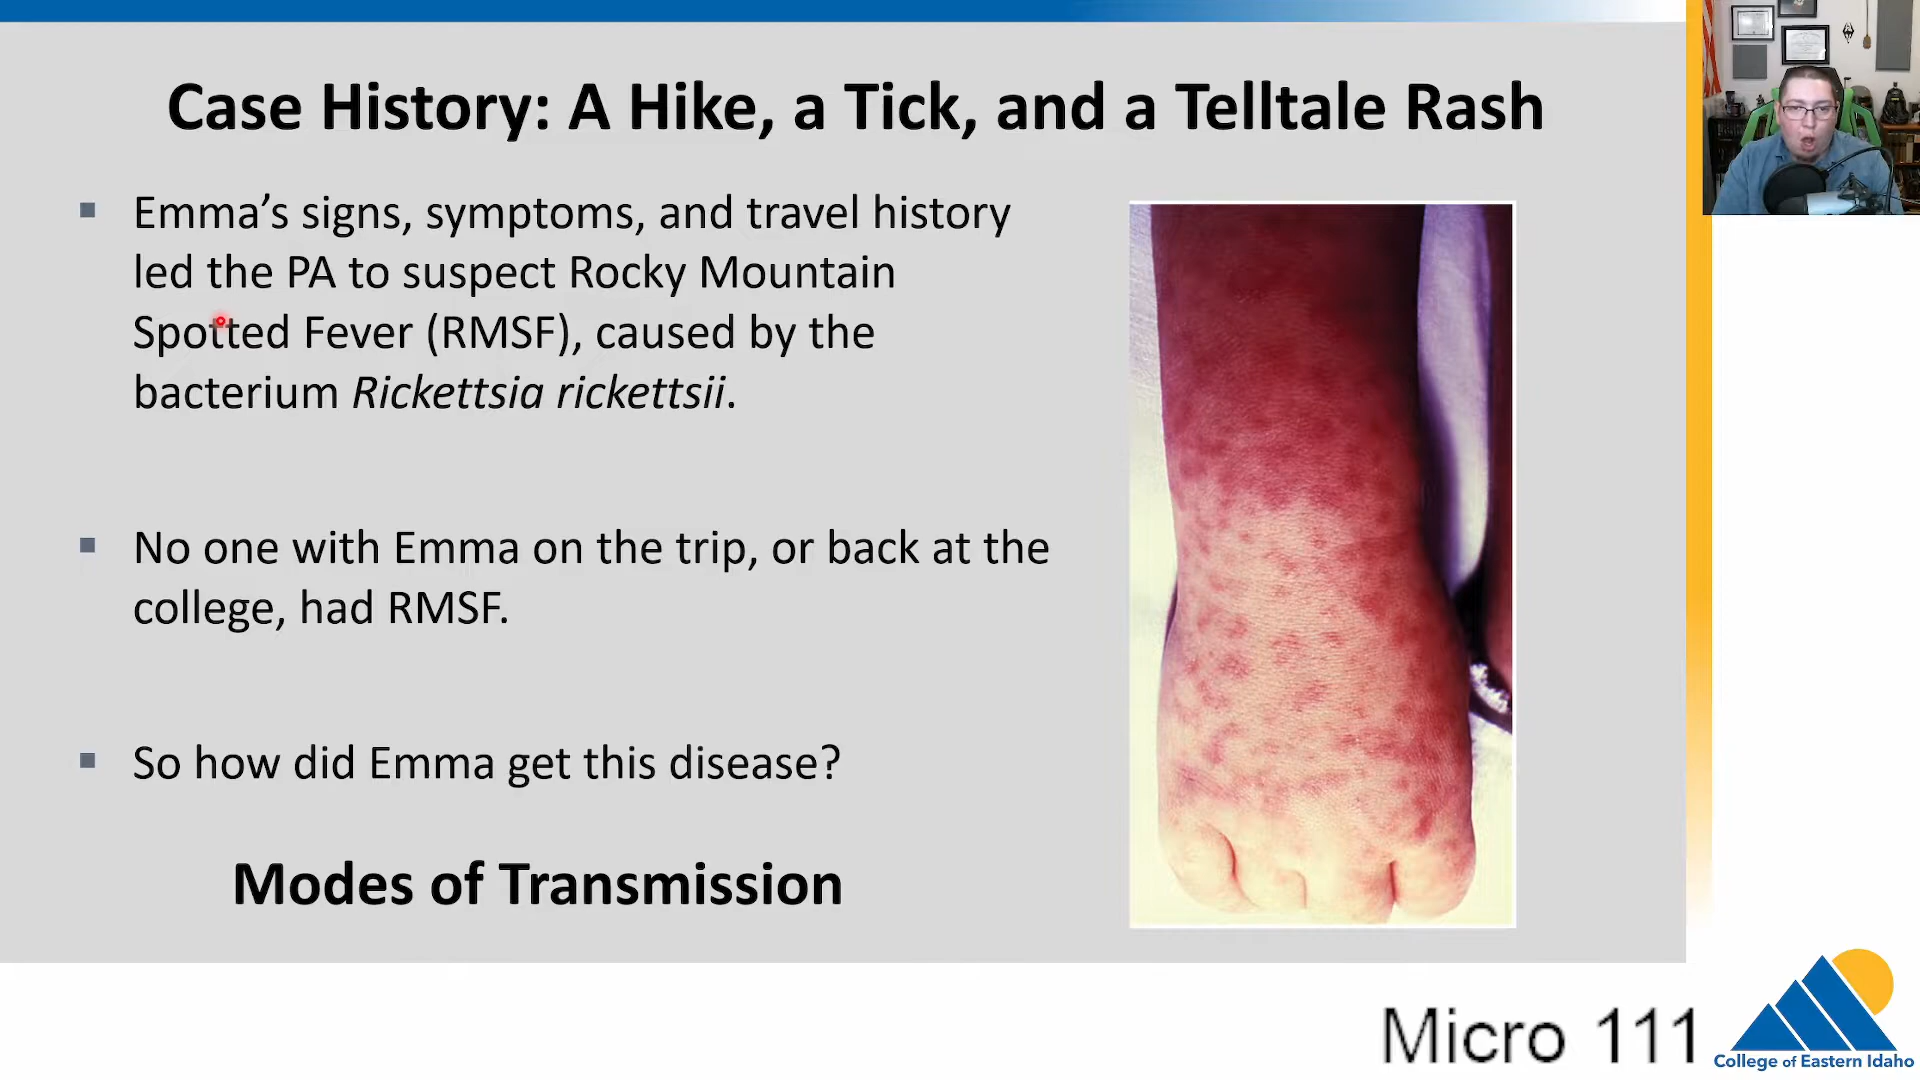 Case History: A Hike, a Tick, and a Telltale Rash
Emma’s signs, symptoms, and travel history
led the PA to suspect Rocky Mountain
Spotted Fever (RMSF), caused by the
bacterium Rickettsia rickettsii.
No one with Emma on the trip, or back at the
college, had RMSF.
So how did Emma get this disease?
Modes of Transmission
Micro 111
College of Eastern Idaho